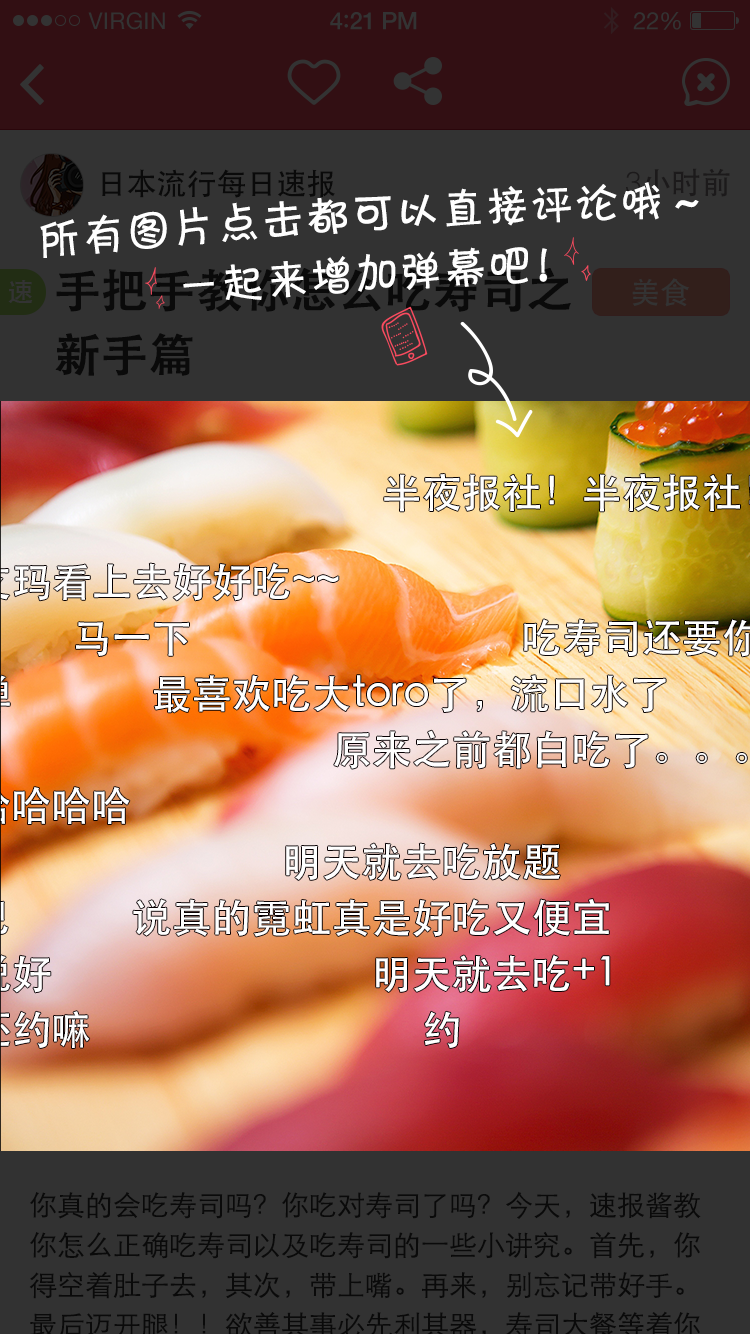 VIRGIN 4:21 PM 22%
日本流行每日速报 3小时前
所有图片点击都可以直接评论哦～
一起来增加弹幕吧！
速 手把手教你怎么吃寿司之 美食
新手篇
半夜报社！半夜报社
玛看上去好好吃~~
马一下 吃寿司还要你
最喜欢吃大toro了，流口水了
原来之前都白吃了。。。
哈哈哈
明天就去吃放题
说真的霓虹真是好吃又便宜
好 明天就去吃+1
约嘛 约
你真的会吃寿司吗？你吃对寿司了吗？今天，速报酱教
你怎么正确吃寿司以及吃寿司的一些小讲究。首先，你
得空着肚子去，其次，带上嘴。再来，别忘记带好手。
最后迈开腿！！欲善其事必先利其器，寿司大餐等着你